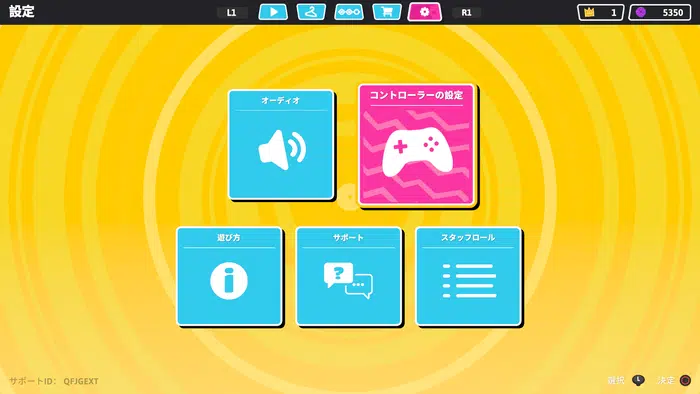 設定
L1
R1
1
5350
オーディオ
コントローラーの設定
遊び方
サポート
スタッフロール
サポートID: QFJGEXT
選択 L 決定